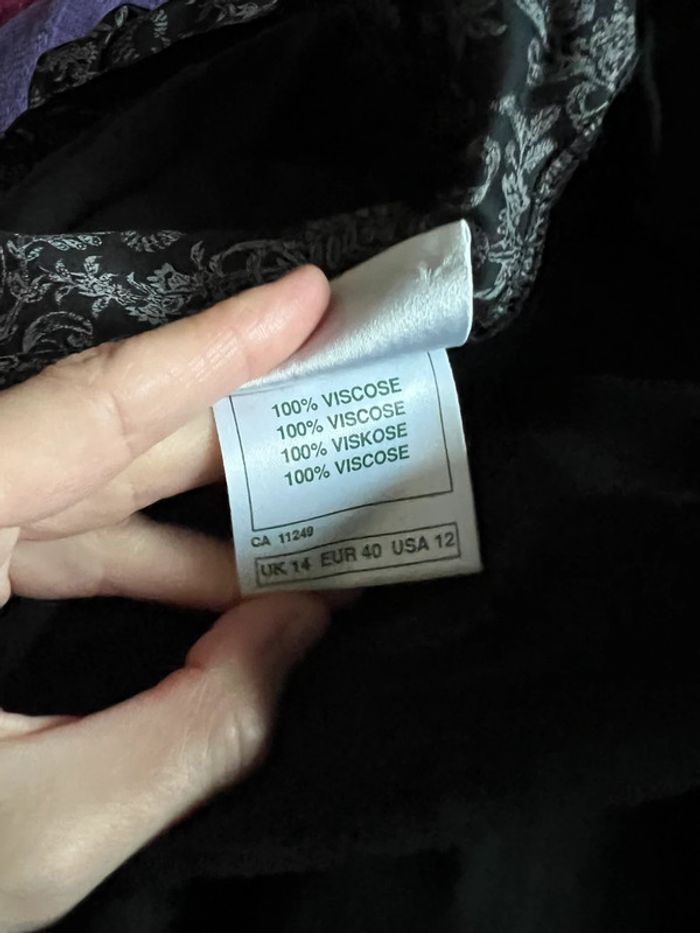 100% VISCOSE
100% VISCOSE
100% VISKOSE
100% VISCOSE
CA 11249
UK 14 EUR 40 USA 12